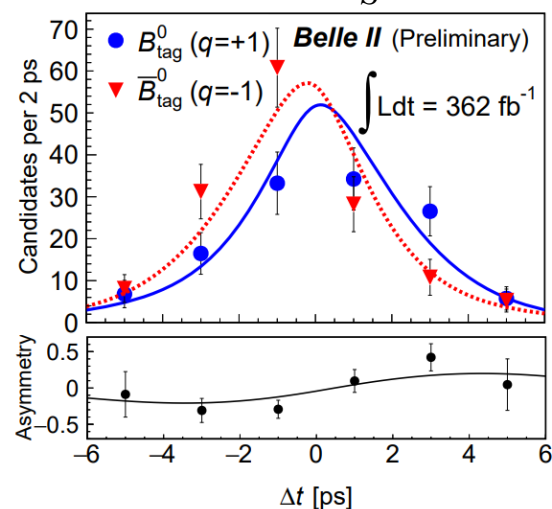 Belle II (Preliminary)
B⁰tag (q=+1)
B̅⁰tag (q=-1)
∫ Ldt = 362 fb⁻¹
Candidates per 2 ps
70
60
50
40
30
20
10
0
Asymmetry
0.5
0
−0.5
−6 −4 −2 0 2 4 6
Δt [ps]